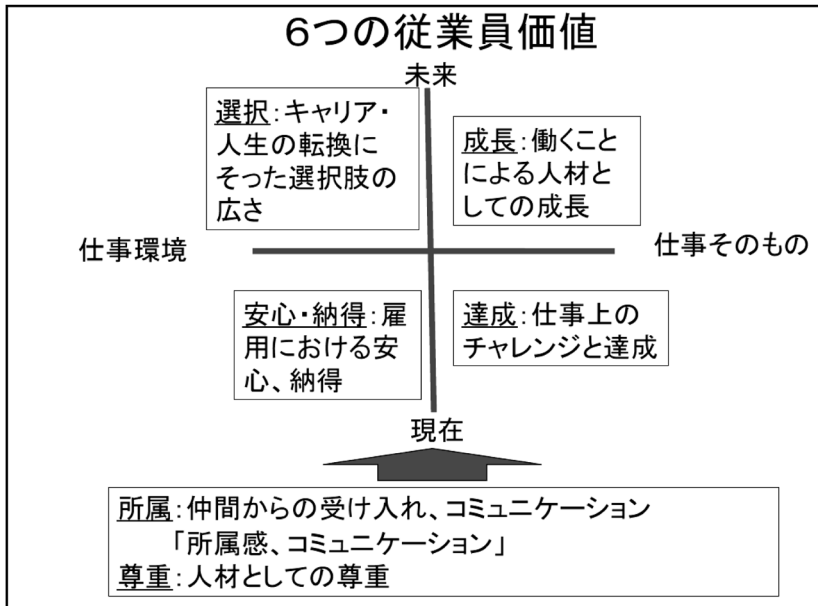 6つの従業員価値
未来
選択：キャリア・
人生の転換に
そった選択肢の
広さ
成長：働くこと
による人材と
しての成長
仕事環境
仕事そのもの
安心・納得：雇
用における安
心、納得
達成：仕事上の
チャレンジと達成
現在
所属：仲間からの受け入れ、コミュニケーション
「所属感、コミュニケーション」
尊重：人材としての尊重